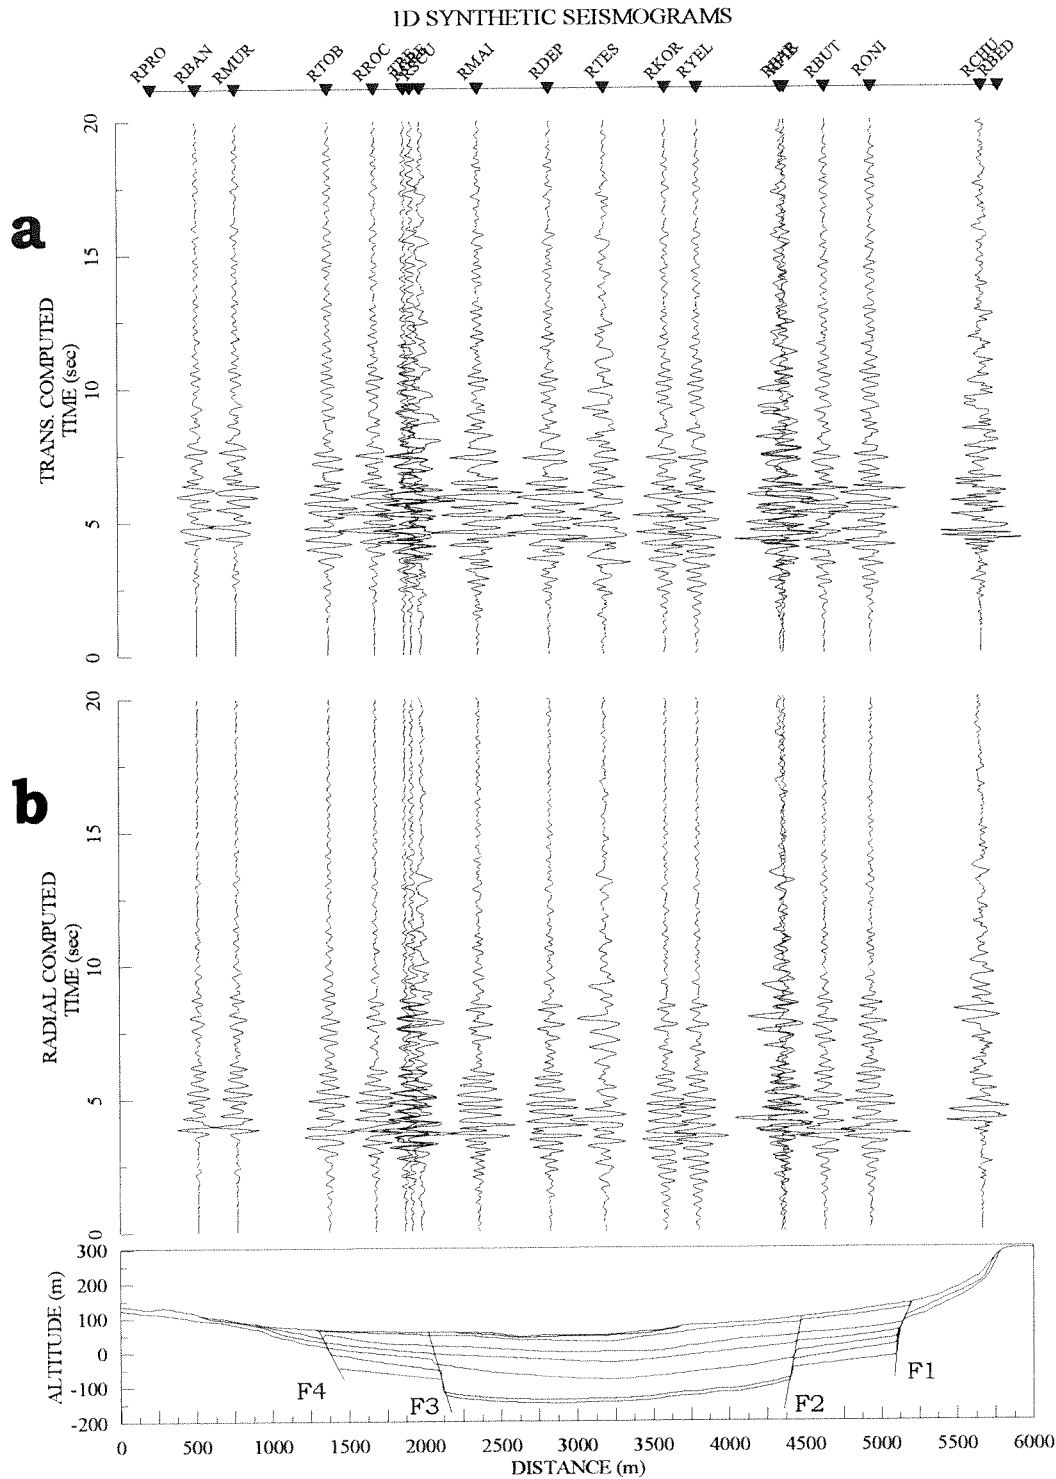 1D SYNTHETIC SEISMOGRAMS
RPRO RBAN RMUR RTOB RROC RSCU RMAI RDEP RTES RKOR RYEL RBUT RONI RCHU RBED
a
TRANS. COMPUTED
TIME (sec)
20
15
10
5
0
b
RADIAL COMPUTED
TIME (sec)
20
15
10
5
0
ALTITUDE (m)
300
200
100
0
-100
-200
F4
F3
F2
F1
0 500 1000 1500 2000 2500 3000 3500 4000 4500 5000 5500 6000
DISTANCE (m)